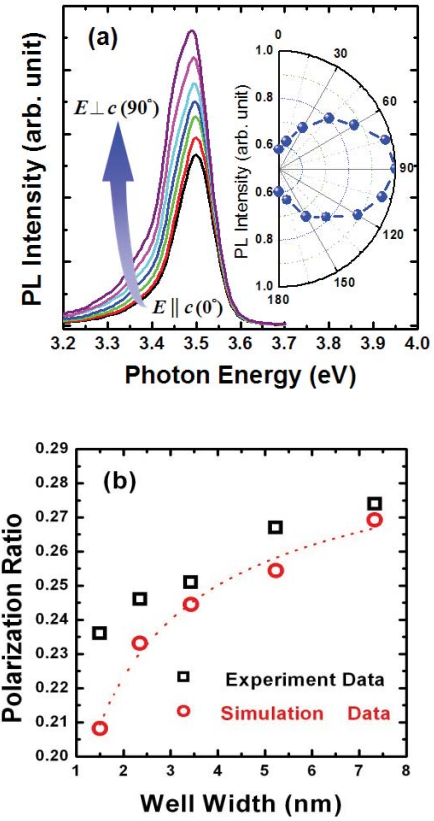 (a)
E⊥c(90°)
E∥c(0°)
PL Intensity (arb. unit)
3.2 3.3 3.4 3.5 3.6 3.7 3.8 3.9 4.0
Photon Energy (eV)
PL Intensity (arb. unit)
1.0
0.8
0.6
0.6
0.8
1.0
0
30
60
90
120
150
180
(b)
Polarization Ratio
0.29
0.28
0.27
0.26
0.25
0.24
0.23
0.22
0.21
0.20
Experiment Data
Simulation Data
1 2 3 4 5 6 7 8
Well Width (nm)